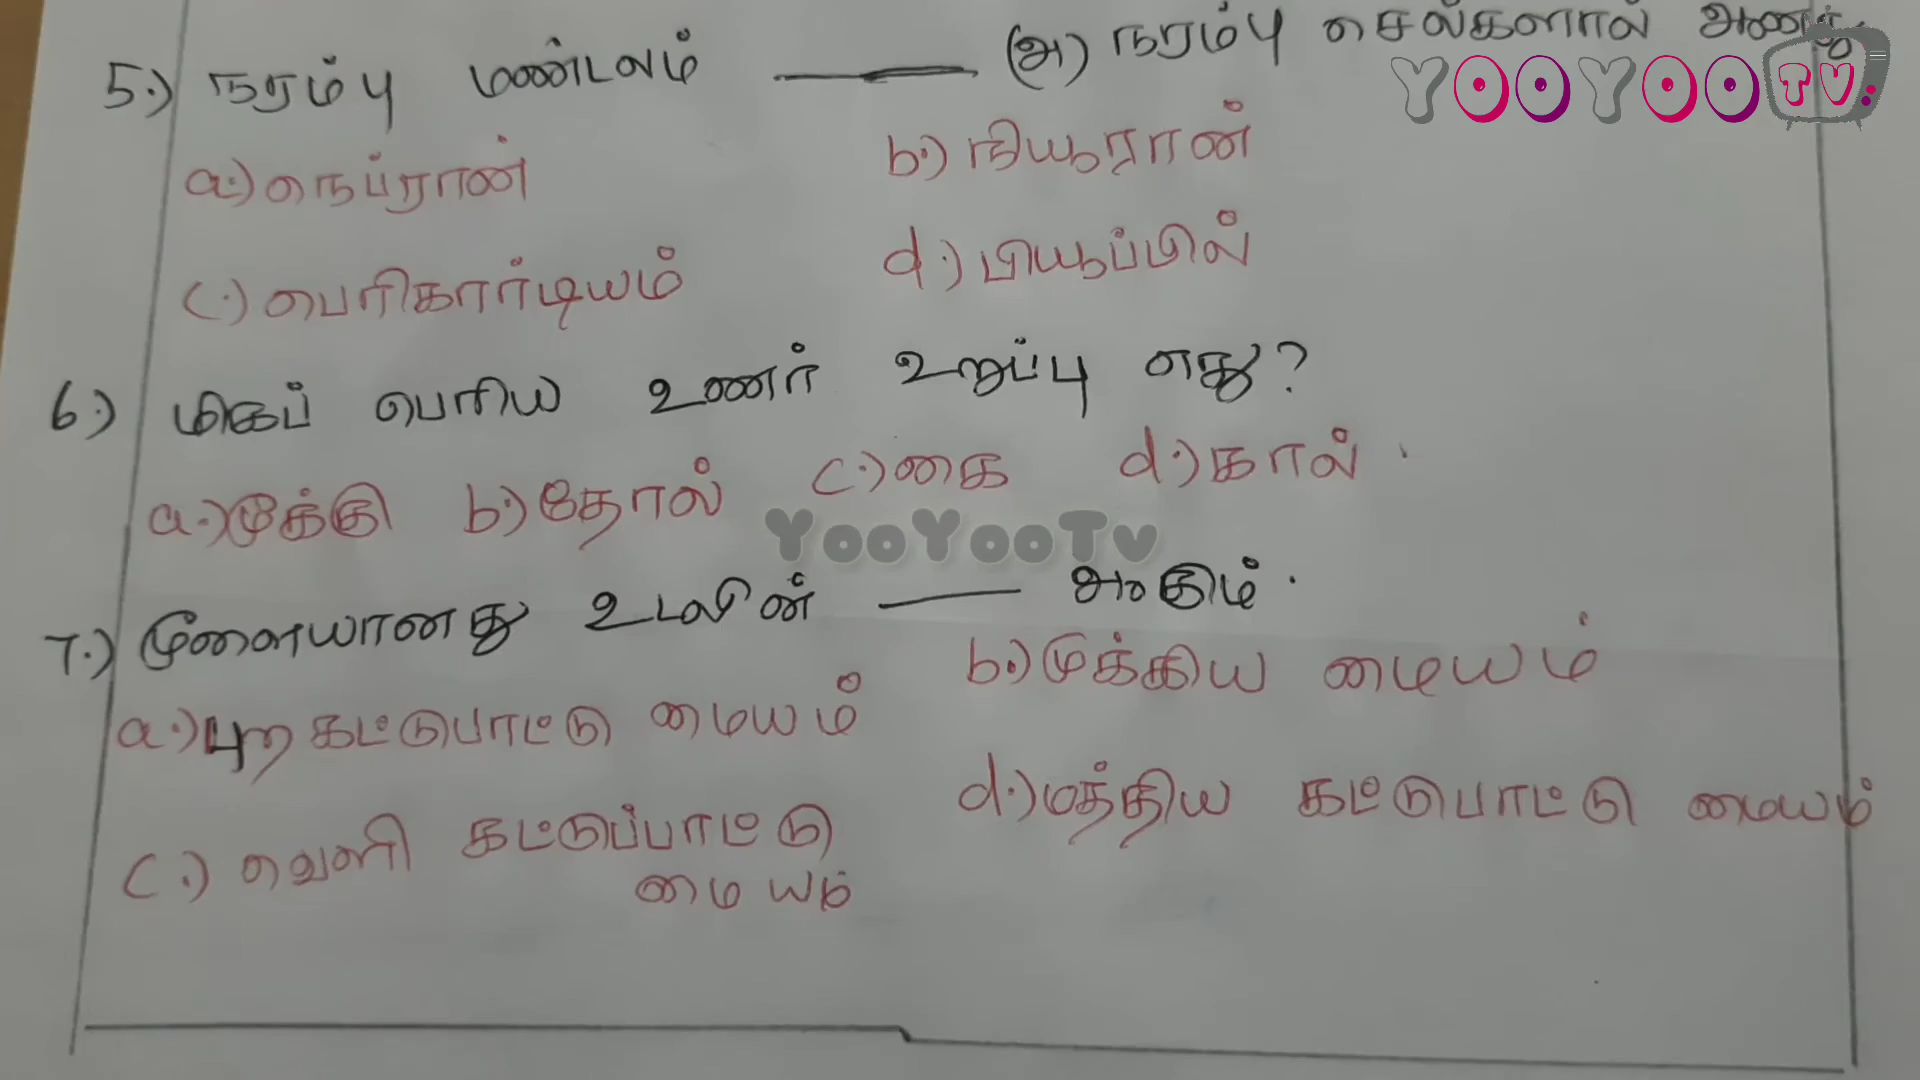 5.) நரம்பு மண்டலம் ______ (அ) நரம்பு செல்களால் ஆனது.
YOOYOO TV
a.) நெப்ரான் b.) நியூரான்
c.) பெரிகார்டியம் d.) பியூப்பில்
6.) மிகப் பெரிய உணர் உறுப்பு எது?
a.) மூக்கு b.) தோல் c.) கை d.) கால்
YooYooTv
7.) மூளையானது உடலின் ______ ஆகும்.
a.) புற கட்டுபாட்டு மையம் b.) முக்கிய மையம்
c.) வெளி கட்டுப்பாட்டு மையம் d.) மத்திய கட்டுபாட்டு மையம்